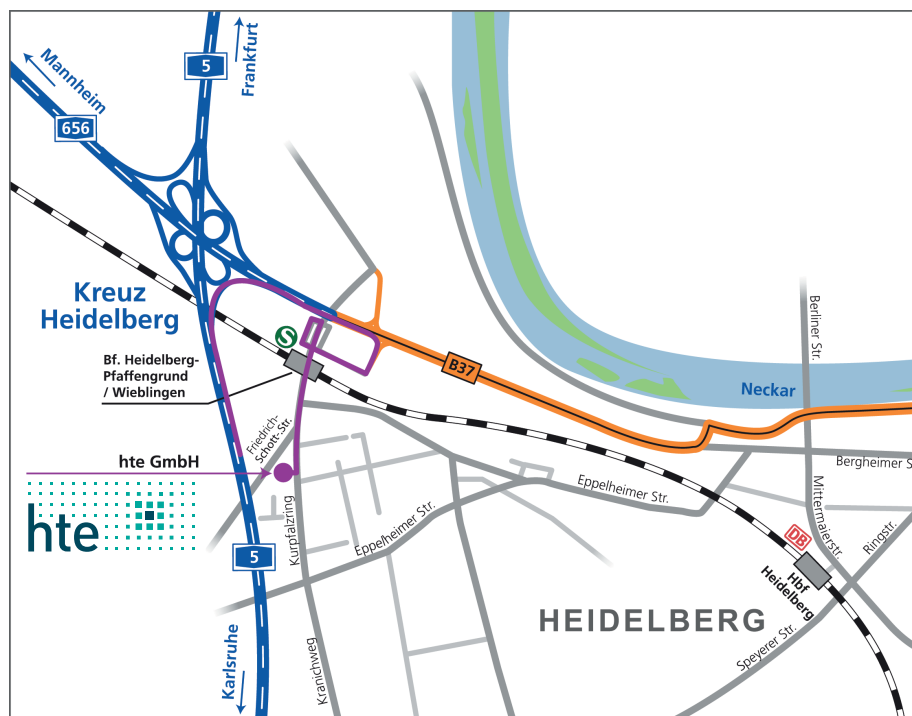 Mannheim
5
Frankfurt
656
Kreuz
Heidelberg
S
Bf. Heidelberg-
Pfaffengrund
/ Wieblingen
B37
Neckar
Berliner Str.
Friedrich-
Schott-Str.
hte GmbH
hte
Bergheimer S
Eppelheimer Str.
Mittermaierstr.
Ringstr.
Kurpfalzring
Eppelheimer Str.
5
DB
Hbf
Heidelberg
HEIDELBERG
Speyerer Str.
Karlsruhe
Kranichweg